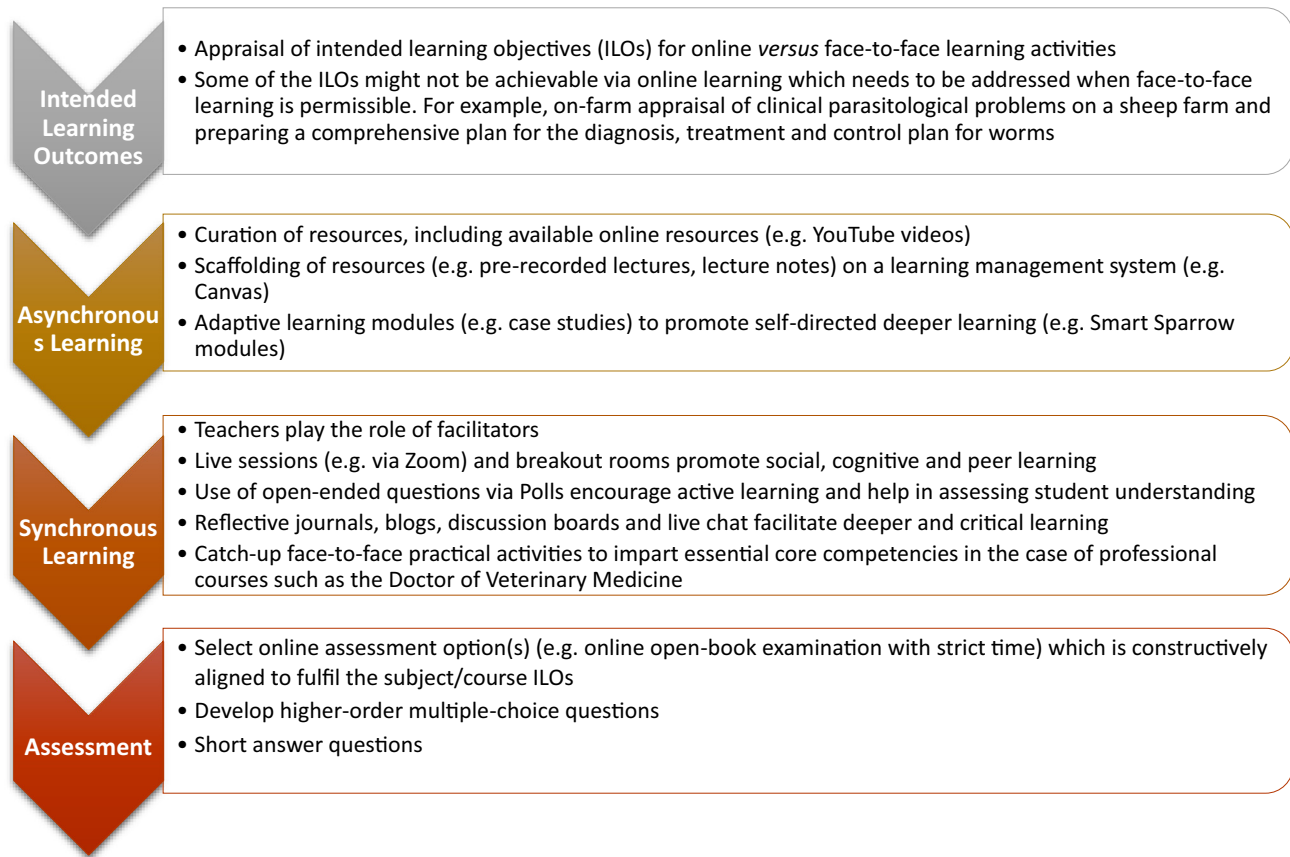 Intended
Learning
Outcomes
• Appraisal of intended learning objectives (ILOs) for online versus face-to-face learning activities
• Some of the ILOs might not be achievable via online learning which needs to be addressed when face-to-face
learning is permissible. For example, on-farm appraisal of clinical parasitological problems on a sheep farm and
preparing a comprehensive plan for the diagnosis, treatment and control plan for worms
Asynchronou
s Learning
• Curation of resources, including available online resources (e.g. YouTube videos)
• Scaffolding of resources (e.g. pre-recorded lectures, lecture notes) on a learning management system (e.g.
Canvas)
• Adaptive learning modules (e.g. case studies) to promote self-directed deeper learning (e.g. Smart Sparrow
modules)
Synchronous
Learning
• Teachers play the role of facilitators
• Live sessions (e.g. via Zoom) and breakout rooms promote social, cognitive and peer learning
• Use of open-ended questions via Polls encourage active learning and help in assessing student understanding
• Reflective journals, blogs, discussion boards and live chat facilitate deeper and critical learning
• Catch-up face-to-face practical activities to impart essential core competencies in the case of professional
courses such as the Doctor of Veterinary Medicine
Assessment
• Select online assessment option(s) (e.g. online open-book examination with strict time) which is constructively
aligned to fulfil the subject/course ILOs
• Develop higher-order multiple-choice questions
• Short answer questions